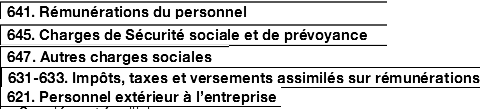 641. Rémunérations du personnel
645. Charges de Sécurité sociale et de prévoyance
647. Autres charges sociales
631-633. Impôts, taxes et versements assimilés sur rémunérations
621. Personnel extérieur à l'entreprise